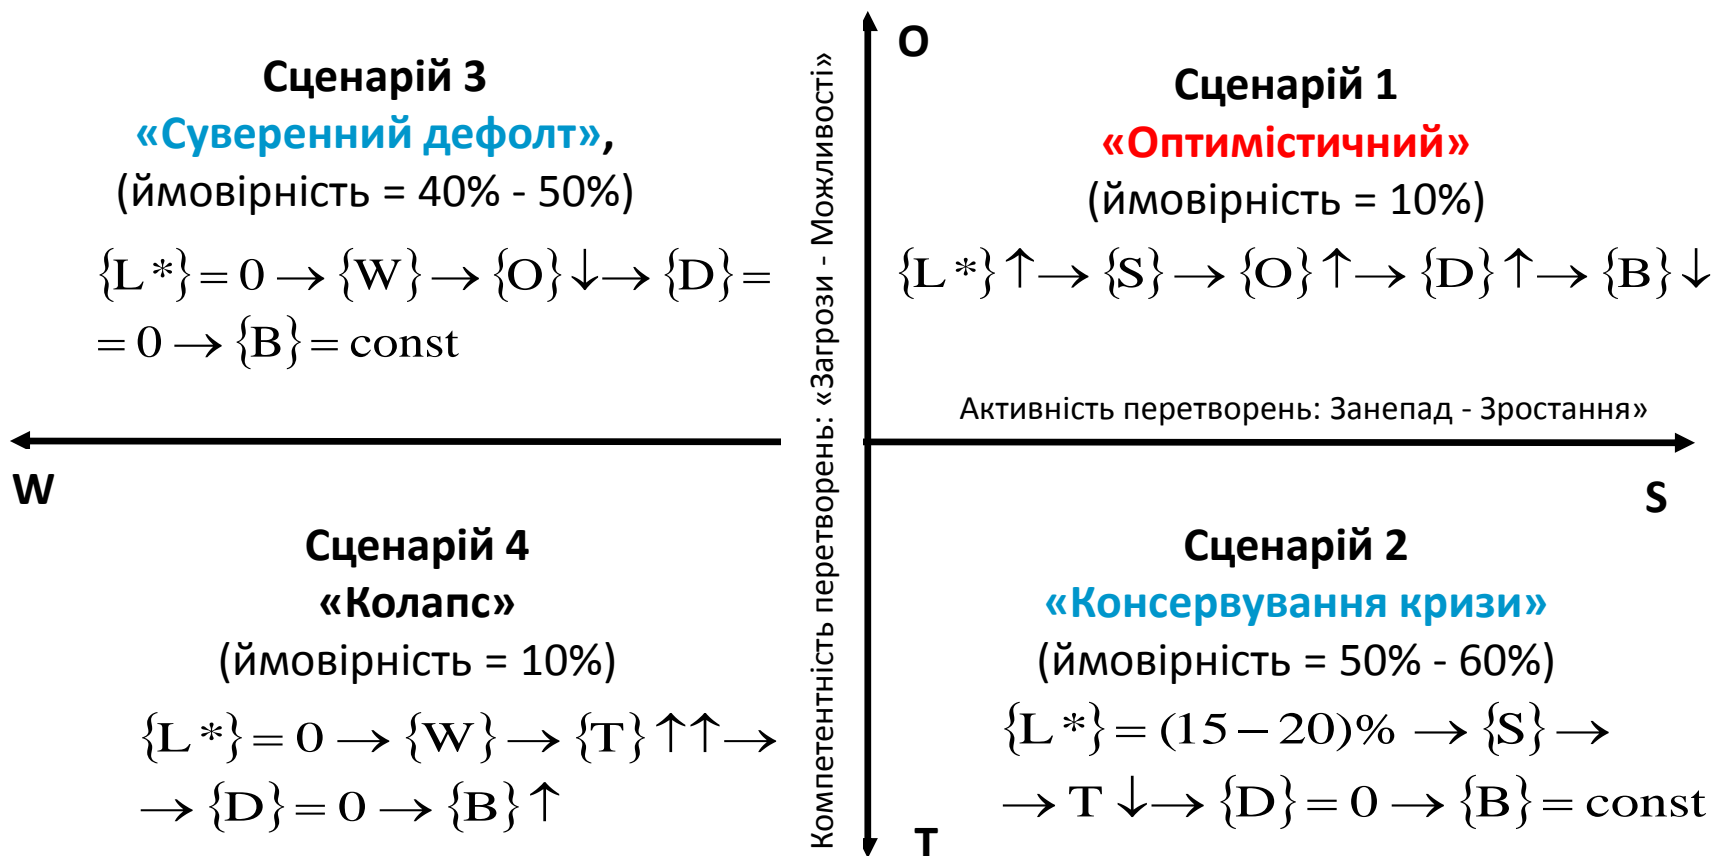 O
Сценарій 3
«Суверенний дефолт»,
(ймовірність = 40% - 50%)
{L *} = 0 → {W} → {O} ↓→ {D} =
= 0 → {B} = const
Сценарій 1
«Оптимістичний»
(ймовірність = 10%)
{L *} ↑→ {S} → {O} ↑→ {D} ↑→ {B} ↓
Компетентність перетворень: «Загрози - Можливості»
Активність перетворень: Занепад - Зростання»
W
S
Сценарій 4
«Колапс»
(ймовірність = 10%)
{L *} = 0 → {W} → {T} ↑↑→
→ {D} = 0 → {B} ↑
Сценарій 2
«Консервування кризи»
(ймовірність = 50% - 60%)
{L *} = (15 – 20)% → {S} →
→ T ↓→ {D} = 0 → {B} = const
T